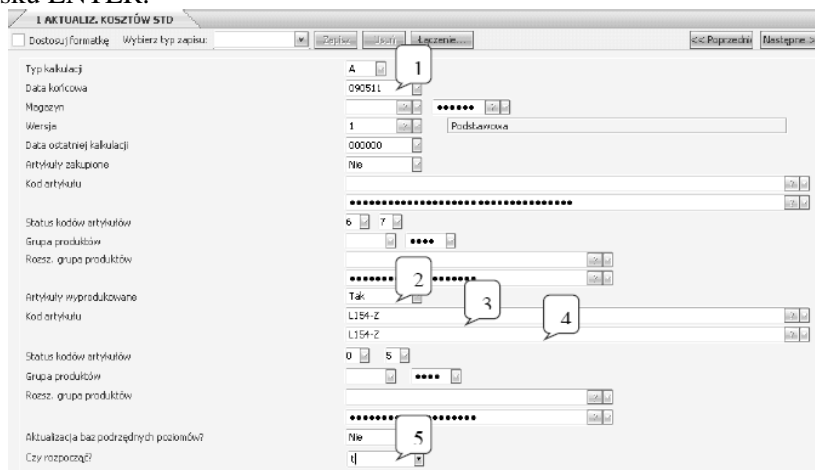 sku ENTER.
1 AKTUALIZ. KOSZTÓW STD
Dostosuj formatkę Wybierz typ zapisu: Zapisz Usuń Łączenie... << Poprzedni Następne >
Typ kalkulacji A 1
Data końcowa 090511
Magazyn ••••••
Wersja 1 Podstawowa
Data ostatniej kalkulacji 000000
Artykuły zakupione Nie
Kod artykułu
•••••••••••••••••••••••••••••••••••
Status kodów artykułów 6 7
Grupa produktów ••••
Rozsz. grupa produktów
••••••••••••••••••••
Artykuły wyprodukowane Tak 2
Kod artykułu L154-Z 3 4
L154-Z
Status kodów artykułów 0 5
Grupa produktów ••••
Rozsz. grupa produktów
••••••••••••••••••••
Aktualizacja baz podrzędnych poziomów? Nie 5
Czy rozpocząć? t